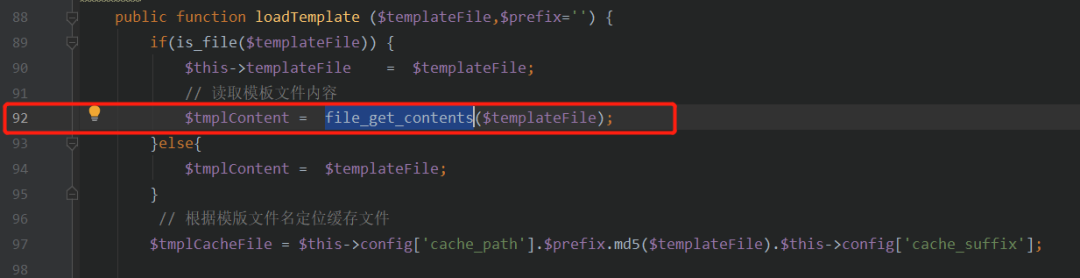 88 public function loadTemplate ($templateFile,$prefix='') {
89 if(is_file($templateFile)) {
90 $this->templateFile    =  $templateFile;
91 // 读取模板文件内容
92 $tmplContent =  file_get_contents($templateFile);
93 }else{
94 $tmplContent =  $templateFile;
95 }
96 // 根据模版文件名定位缓存文件
97 $tmplCacheFile = $this->config['cache_path'].$prefix.md5($templateFile).$this->config['cache_suffix'];
98